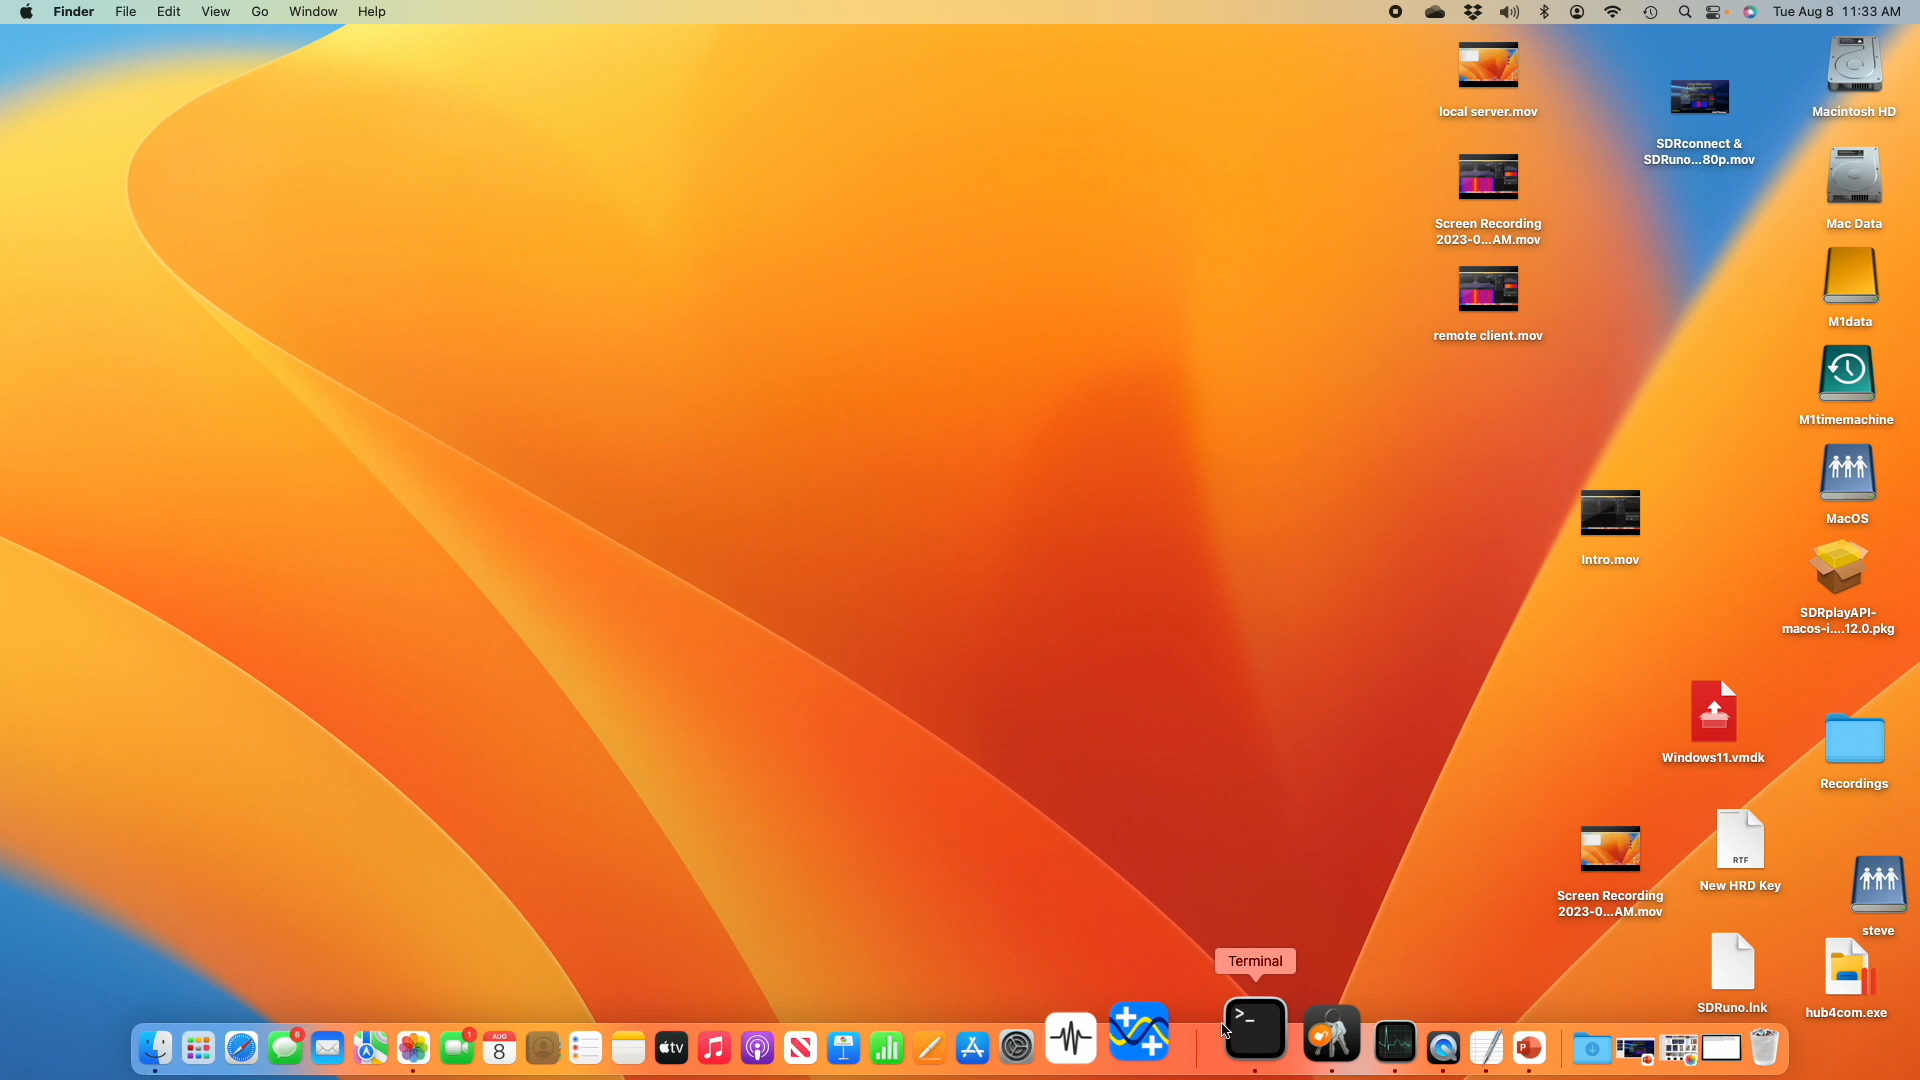 Finder File Edit View Go Window Help
Tue Aug 8 11:33 AM
local server.mov
SDRconnect &
SDRuno...80p.mov
Macintosh HD
Screen Recording
2023-0...AM.mov
Mac Data
remote client.mov
M1data
M1timemachine
MacOS
Intro.mov
SDRplayAPI-
macos-i....12.0.pkg
Windows11.vmdk
Recordings
RTF
New HRD Key
Screen Recording
2023-0...AM.mov
steve
SDRuno.lnk
hub4com.exe
Terminal
6
1
AUG
8
tv
>_
P